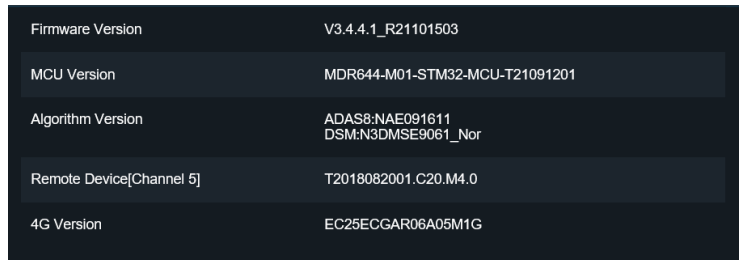 Firmware Version V3.4.4.1_R21101503
MCU Version MDR644-M01-STM32-MCU-T21091201
Algorithm Version ADAS8:NAE091611
DSM:N3DMSE9061_Nor
Remote Device[Channel 5] T2018082001.C20.M4.0
4G Version EC25ECGAR06A05M1G